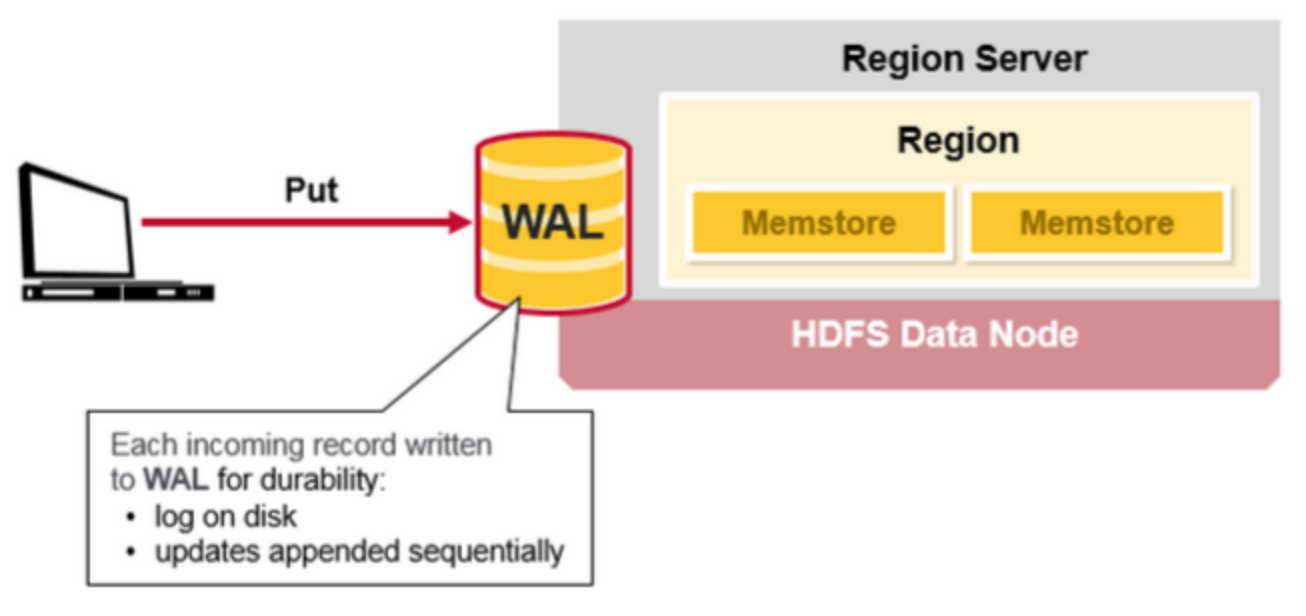 Region Server
Region
Put
WAL
Memstore
Memstore
HDFS Data Node
Each incoming record written
to WAL for durability:
• log on disk
• updates appended sequentially